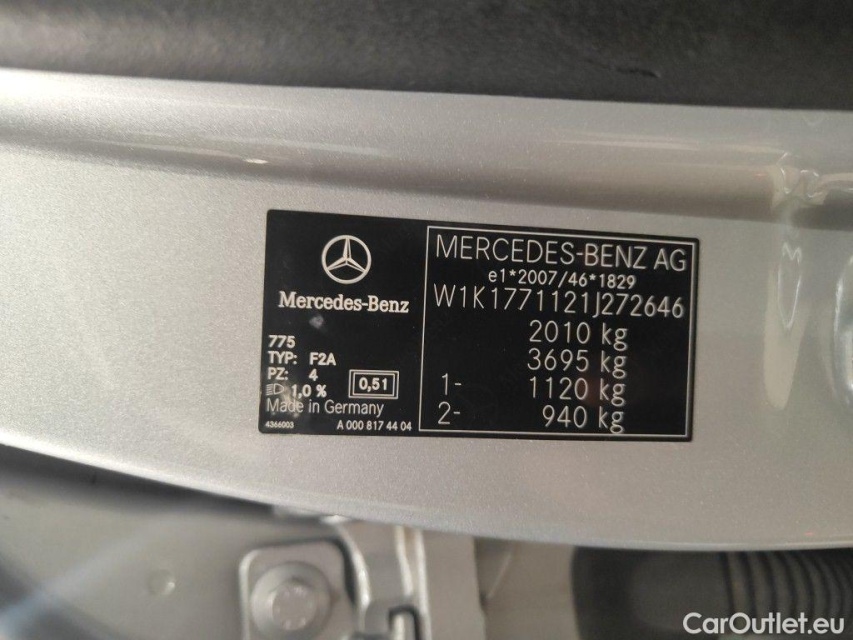 Mercedes-Benz
775
TYP: F2A
PZ: 4
1,0 %
0,51
Made in Germany
4366003
A 000 817 44 04
MERCEDES-BENZ AG
e1*2007/46*1829
W1K1771121J272646
2010 kg
3695 kg
1- 1120 kg
2- 940 kg
CarOutlet.eu